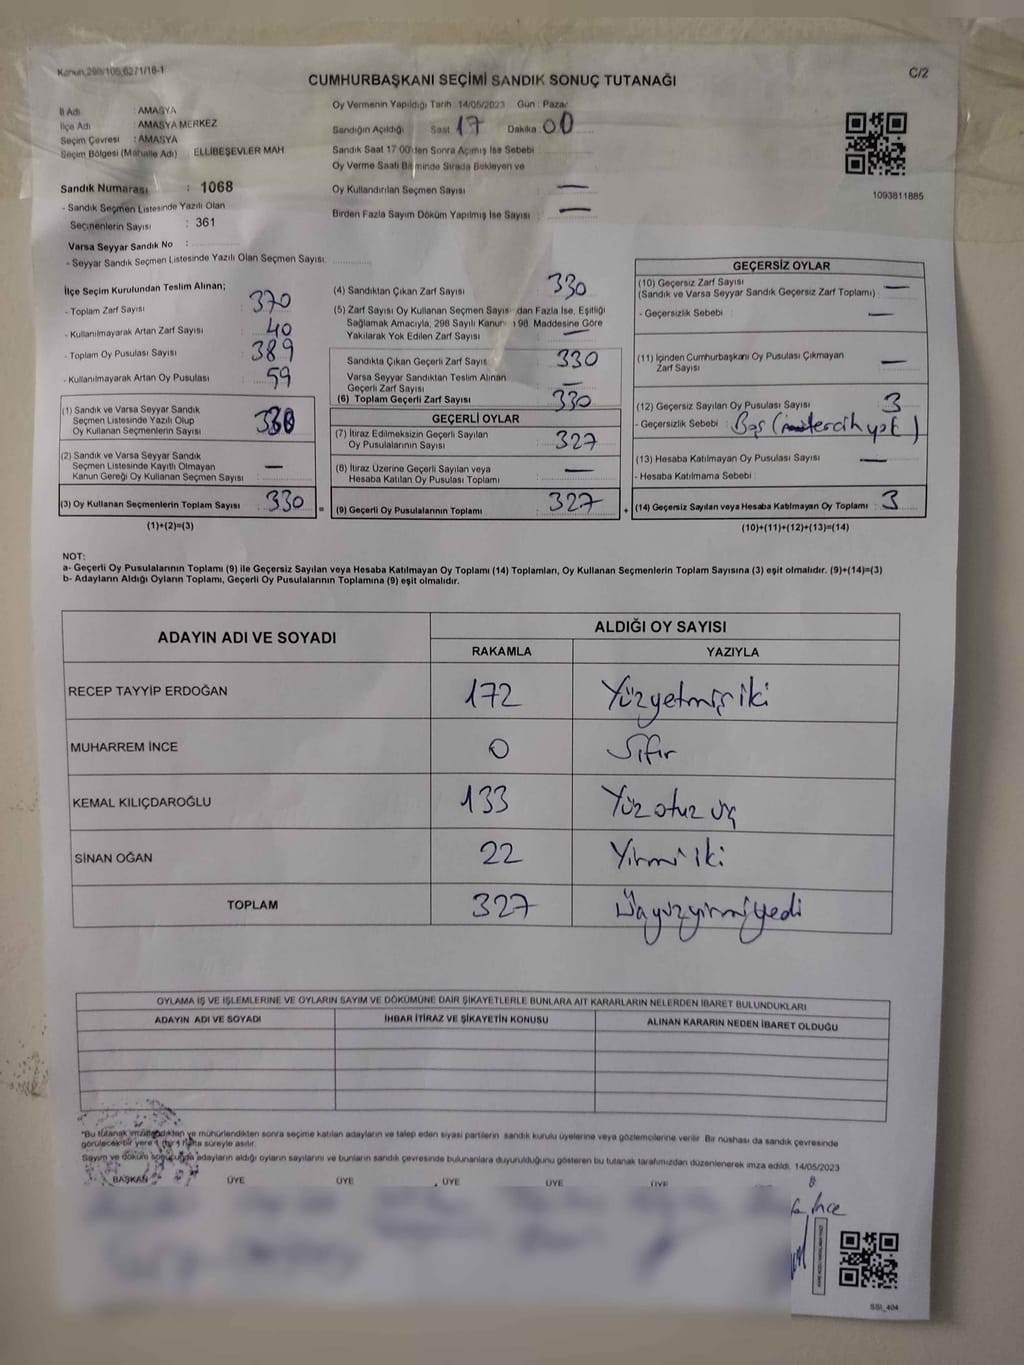 Kanun 298/105,6271/18-1
C/2
CUMHURBAŞKANI SEÇİMİ SANDIK SONUÇ TUTANAĞI
İl Adı : AMASYA
İlçe Adı : AMASYA MERKEZ
Seçim Çevresi : AMASYA
Seçim Bölgesi (Mahalle Adı) : ELLİBEŞEVLER MAH
Sandık Numarası : 1068
- Sandık Seçmen Listesinde Yazılı Olan
Seçmenlerin Sayısı : 361
Varsa Seyyar Sandık No :
- Seyyar Sandık Seçmen Listesinde Yazılı Olan Seçmen Sayısı:
Oy Vermenin Yapıldığı Tarih 14/05/2023 Gün : Pazar
Sandığın Açıldığı Saat 17 Dakika 00
Sandık Saat 17:00'den Sonra Açılmış İse Sebebi
Oy Verme Saati Bitiminde Sırada Bekleyen ve
Oy Kullandırılan Seçmen Sayısı : —
Birden Fazla Sayım Döküm Yapılmış İse Sayısı : —
1093811885
İlçe Seçim Kurulundan Teslim Alınan;
- Toplam Zarf Sayısı : 370
- Kullanılmayarak Artan Zarf Sayısı : 40
- Toplam Oy Pusulası Sayısı : 389
- Kullanılmayarak Artan Oy Pusulası : 59
(1) Sandık ve Varsa Seyyar Sandık
Seçmen Listesinde Yazılı Olup
Oy Kullanan Seçmenlerin Sayısı : 330
(2) Sandık ve Varsa Seyyar Sandık
Seçmen Listesinde Kayıtlı Olmayan
Kanun Gereği Oy Kullanan Seçmen Sayısı : —
(3) Oy Kullanan Seçmenlerin Toplam Sayısı : 330
(1)+(2)=(3)
(4) Sandıktan Çıkan Zarf Sayısı : 330
(5) Zarf Sayısı Oy Kullanan Seçmen Sayısından Fazla İse, Eşitliği
Sağlamak Amacıyla, 298 Sayılı Kanun 98. Maddesine Göre
Yakılarak Yok Edilen Zarf Sayısı : —
Sandıkta Çıkan Geçerli Zarf Sayısı : 330
Varsa Seyyar Sandıktan Teslim Alınan
Geçerli Zarf Sayısı : —
(6) Toplam Geçerli Zarf Sayısı : 330
GEÇERLİ OYLAR
(7) İtiraz Edilmeksizin Geçerli Sayılan
Oy Pusulasının Sayısı : 327
(8) İtiraz Üzerine Geçerli Sayılan veya
Hesaba Katılan Oy Pusulası Toplamı : —
= (9) Geçerli Oy Pusulalarının Toplamı : 327
GEÇERSİZ OYLAR
(10) Geçersiz Zarf Sayısı
(Sandık ve Varsa Seyyar Sandık Geçersiz Zarf Toplamı) : —
- Geçersizlik Sebebi : —
(11) İçinden Cumhurbaşkanı Oy Pusulası Çıkmayan
Zarf Sayısı : —
(12) Geçersiz Sayılan Oy Pusulası Sayısı : 3
- Geçersizlik Sebebi : Boş ( tercih yok )
(13) Hesaba Katılmayan Oy Pusulası Sayısı : —
- Hesaba Katılmama Sebebi :
+ (14) Geçersiz Sayılan veya Hesaba Katılmayan Oy Toplamı : 3
(10)+(11)+(12)+(13)=(14)
NOT:
a- Geçerli Oy Pusulalarının Toplamı (9) ile Geçersiz Sayılan veya Hesaba Katılmayan Oy Toplamı (14) Toplamları, Oy Kullanan Seçmenlerin Toplam Sayısına (3) eşit olmalıdır. (9)+(14)=(3)
b- Adayların Aldığı Oyların Toplamı, Geçerli Oy Pusulalarının Toplamına (9) eşit olmalıdır.
ADAYIN ADI VE SOYADI ALDIĞI OY SAYISI
RAKAMLA YAZIYLA
RECEP TAYYİP ERDOĞAN 172 Yüzyetmişiki
MUHARREM İNCE 0 Sıfır
KEMAL KILIÇDAROĞLU 133 Yüz otuz üç
SİNAN OĞAN 22 Yirmi iki
TOPLAM 327 Üçyüzyirmiyedi
OYLAMA İŞ VE İŞLEMLERİNE VE OYLARIN SAYIM VE DÖKÜMÜNE DAİR ŞİKAYETLERLE BUNLARA AİT KARARLARIN NELERDEN İBARET BULUNDUKLARI
ADAYIN ADI VE SOYADI İHBAR İTİRAZ VE ŞİKAYETİN KONUSU ALINAN KARARIN NEDEN İBARET OLDUĞU
"Bu tutanak imzalandıktan ve mühürlendikten sonra seçime katılan adayların ve talep eden siyasi partilerin sandık kurulu üyelerine veya gözlemcilerine verilir. Bir nüshası da sandık çevresinde
görülecek bir yere 1 (bir) hafta süreyle asılır.
Sayım ve döküm sonucunda adayların aldığı oyların sayılarını ve bunların sandık çevresinde bulunanlara duyurulduğunu gösteren bu tutanak tarafımızdan düzenlenerek imza edildi. 14/05/2023
BAŞKAN ÜYE ÜYE ÜYE ÜYE ÜYE
İnce
SSI_404